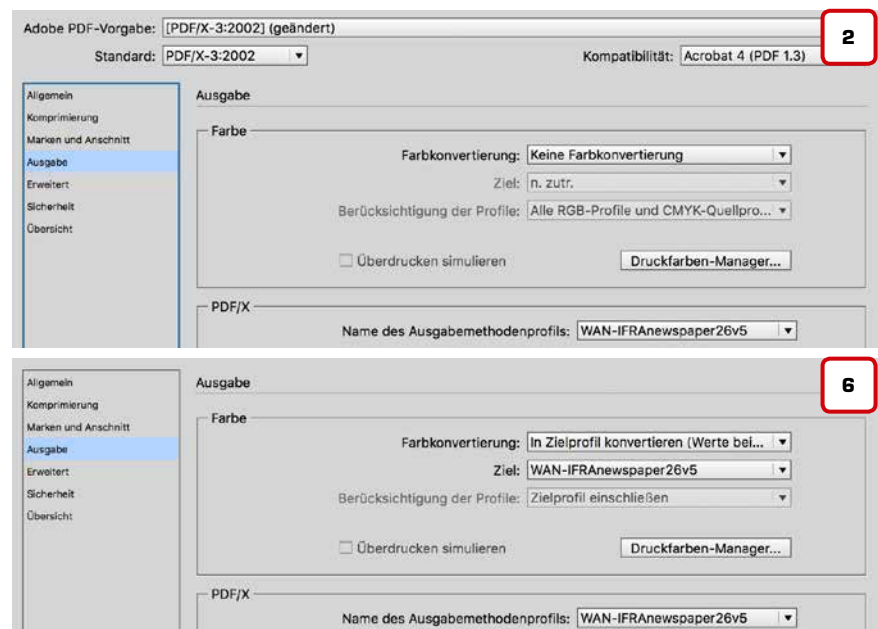 Adobe PDF-Vorgabe: [PDF/X-3:2002] (geändert)
2
Standard: PDF/X-3:2002 Kompatibilität: Acrobat 4 (PDF 1.3)
Allgemein
Komprimierung
Marken und Anschnitt
Ausgabe
Erweitert
Sicherheit
Übersicht
Ausgabe
Farbe
Farbkonvertierung: Keine Farbkonvertierung
Ziel: n. zutr.
Berücksichtigung der Profile: Alle RGB-Profile und CMYK-Quellpro...
Überdrucken simulieren Druckfarben-Manager...
PDF/X
Name des Ausgabemethodenprofils: WAN-IFRAnewspaper26v5
6
Allgemein
Komprimierung
Marken und Anschnitt
Ausgabe
Erweitert
Sicherheit
Übersicht
Ausgabe
Farbe
Farbkonvertierung: In Zielprofil konvertieren (Werte bei...
Ziel: WAN-IFRAnewspaper26v5
Berücksichtigung der Profile: Zielprofil einschließen
Überdrucken simulieren Druckfarben-Manager...
PDF/X
Name des Ausgabemethodenprofils: WAN-IFRAnewspaper26v5